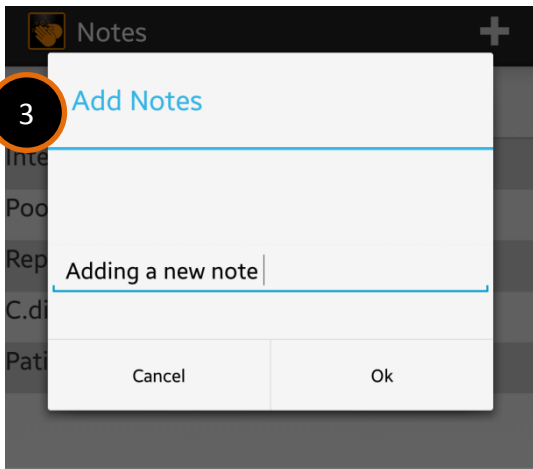 Notes
3
Add Notes
Inte
Poo
Rep
Adding a new note
C.di
Pati
Cancel Ok